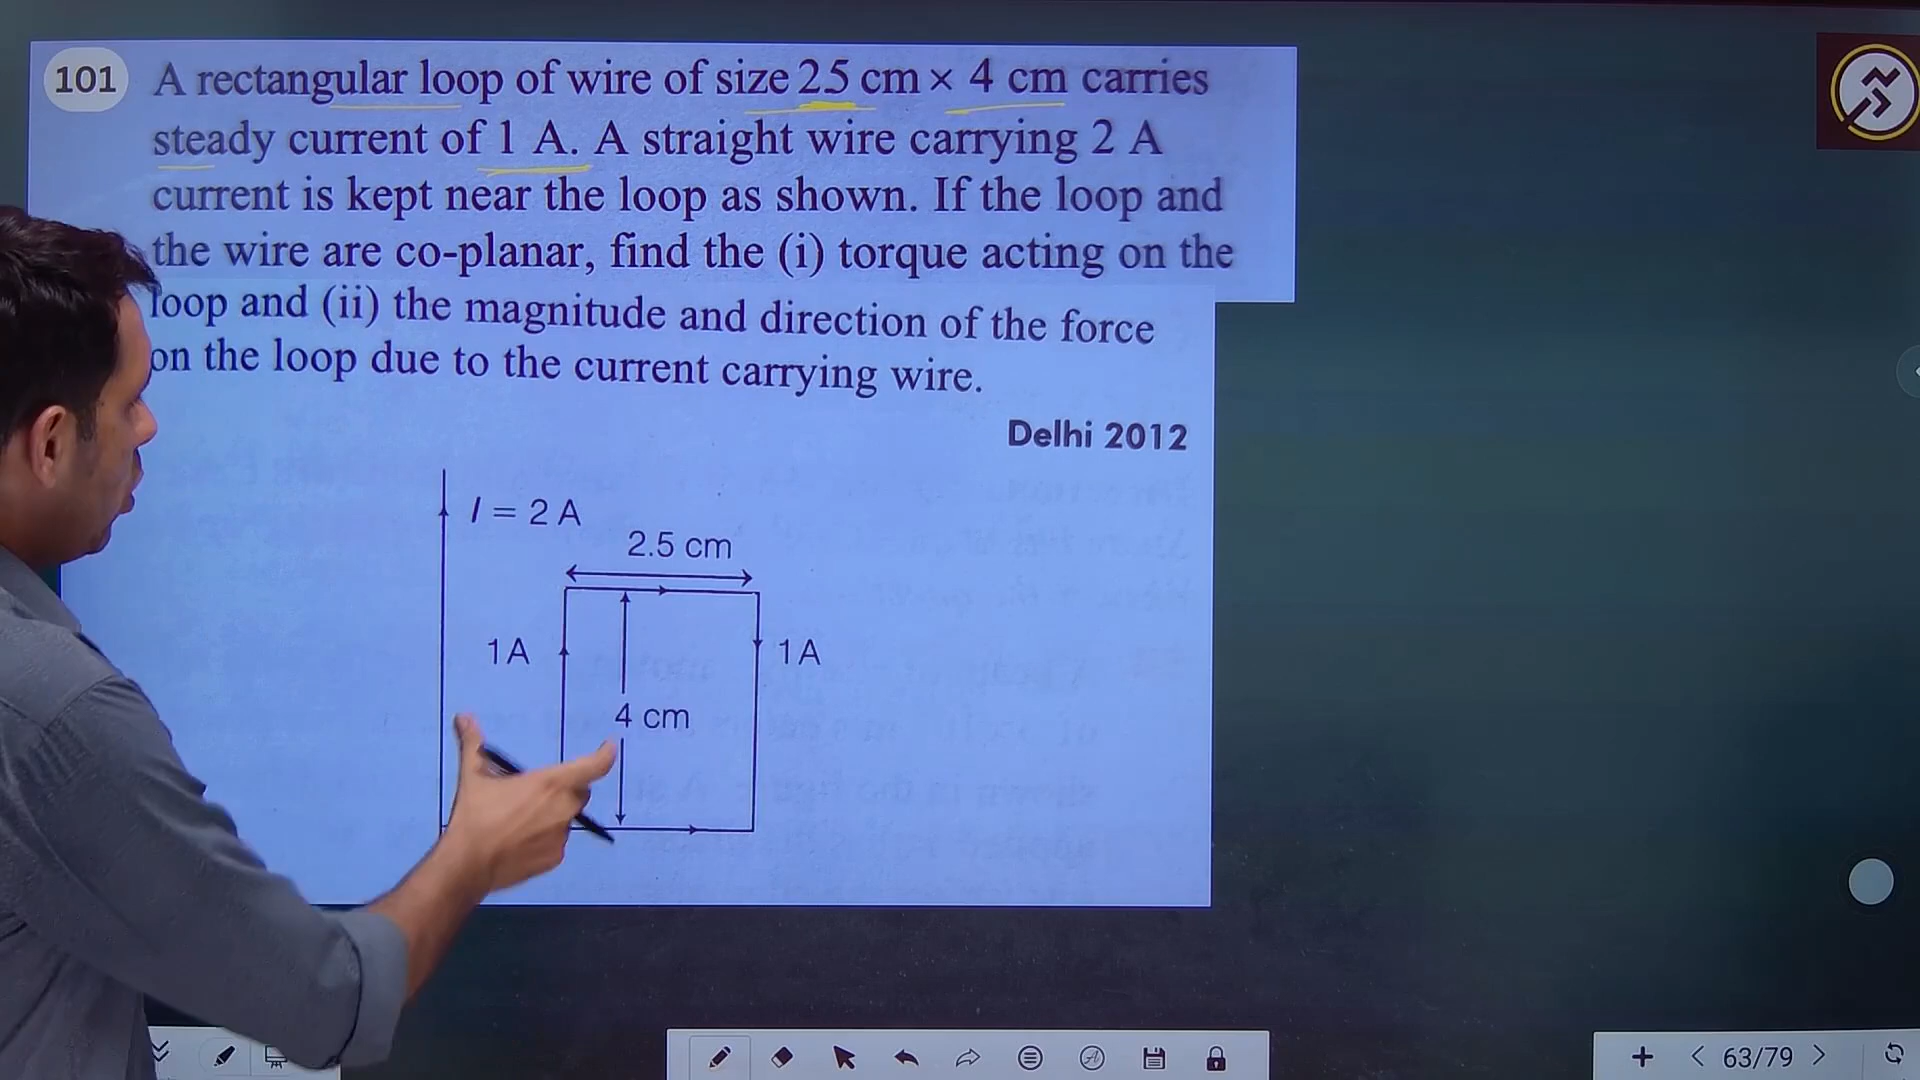 101 A rectangular loop of wire of size 25 cm × 4 cm carries
steady current of 1 A. A straight wire carrying 2 A
current is kept near the loop as shown. If the loop and
the wire are co-planar, find the (i) torque acting on the
loop and (ii) the magnitude and direction of the force
on the loop due to the current carrying wire.
Delhi 2012
I = 2 A
2.5 cm
1A
1A
4 cm
63/79